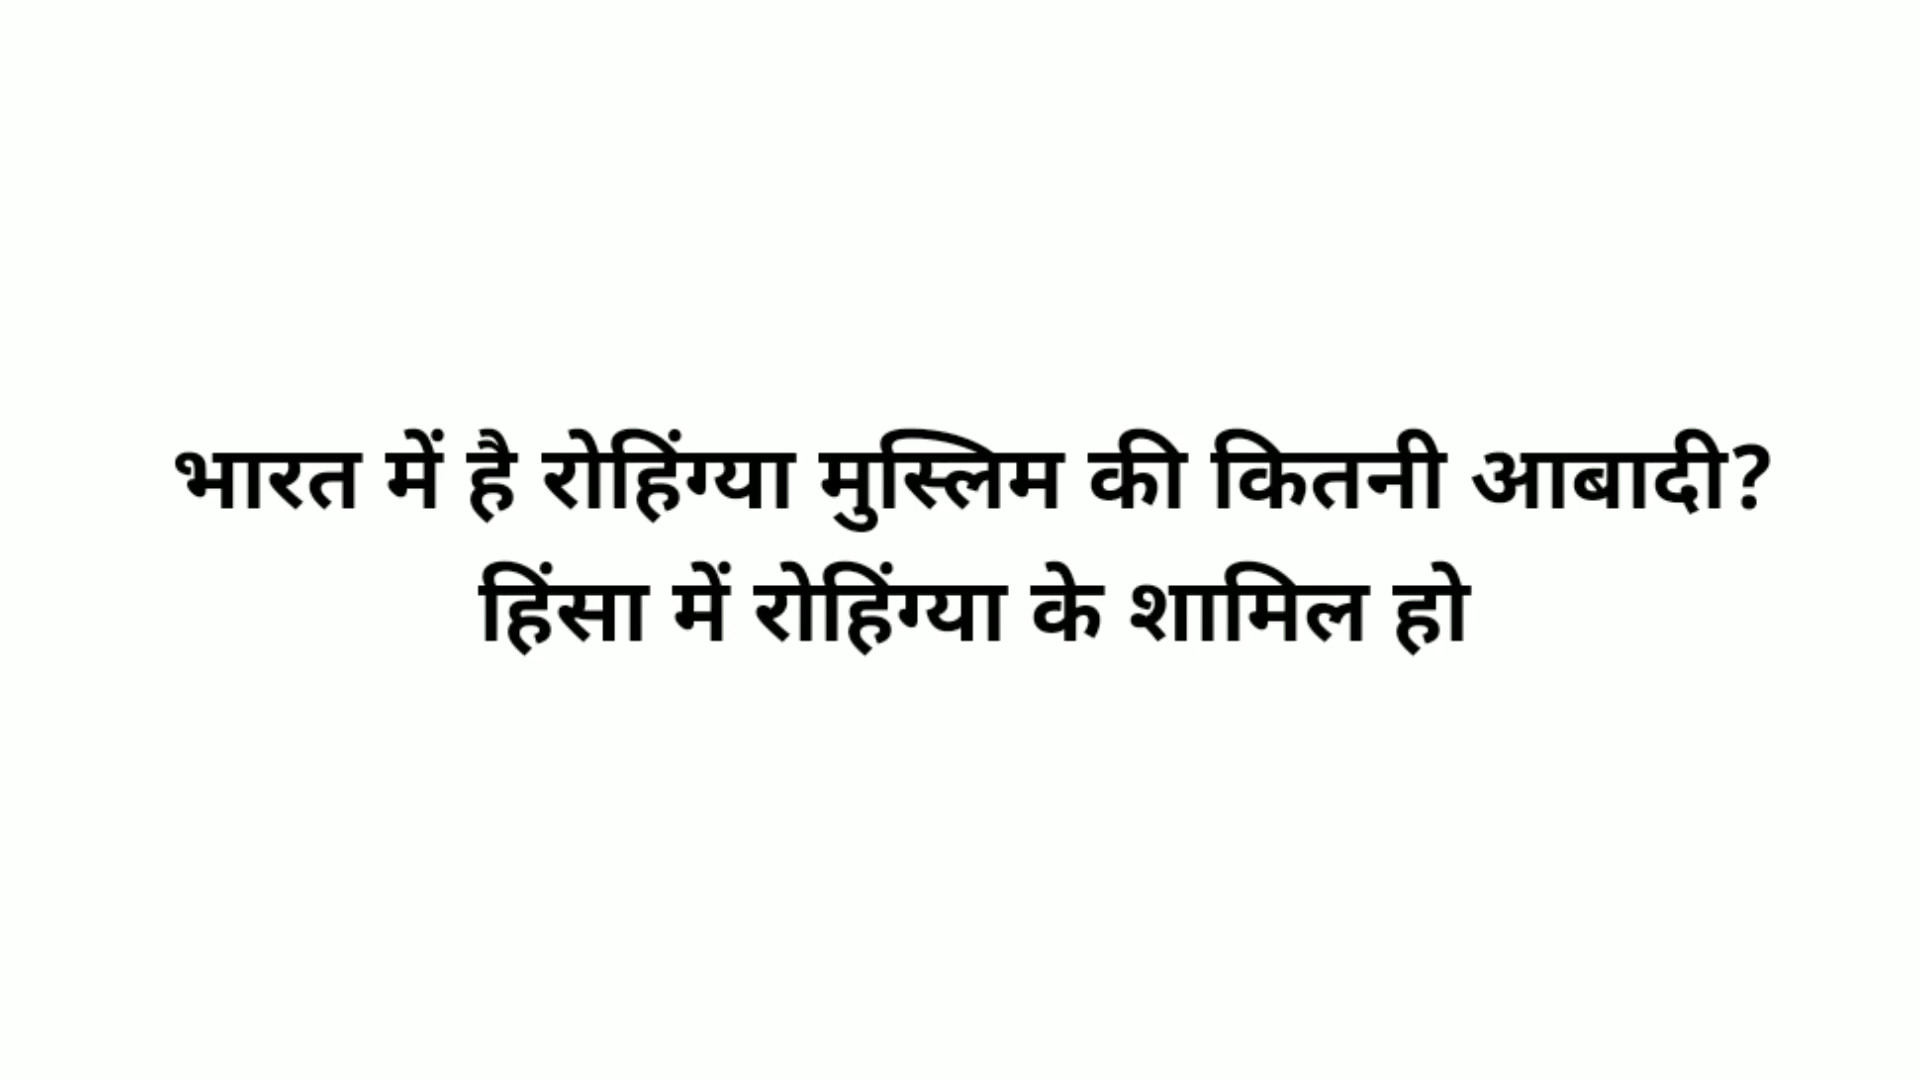 भारत में है रोहिंग्या मुस्लिम की कितनी आबादी?
हिंसा में रोहिंग्या के शामिल हो